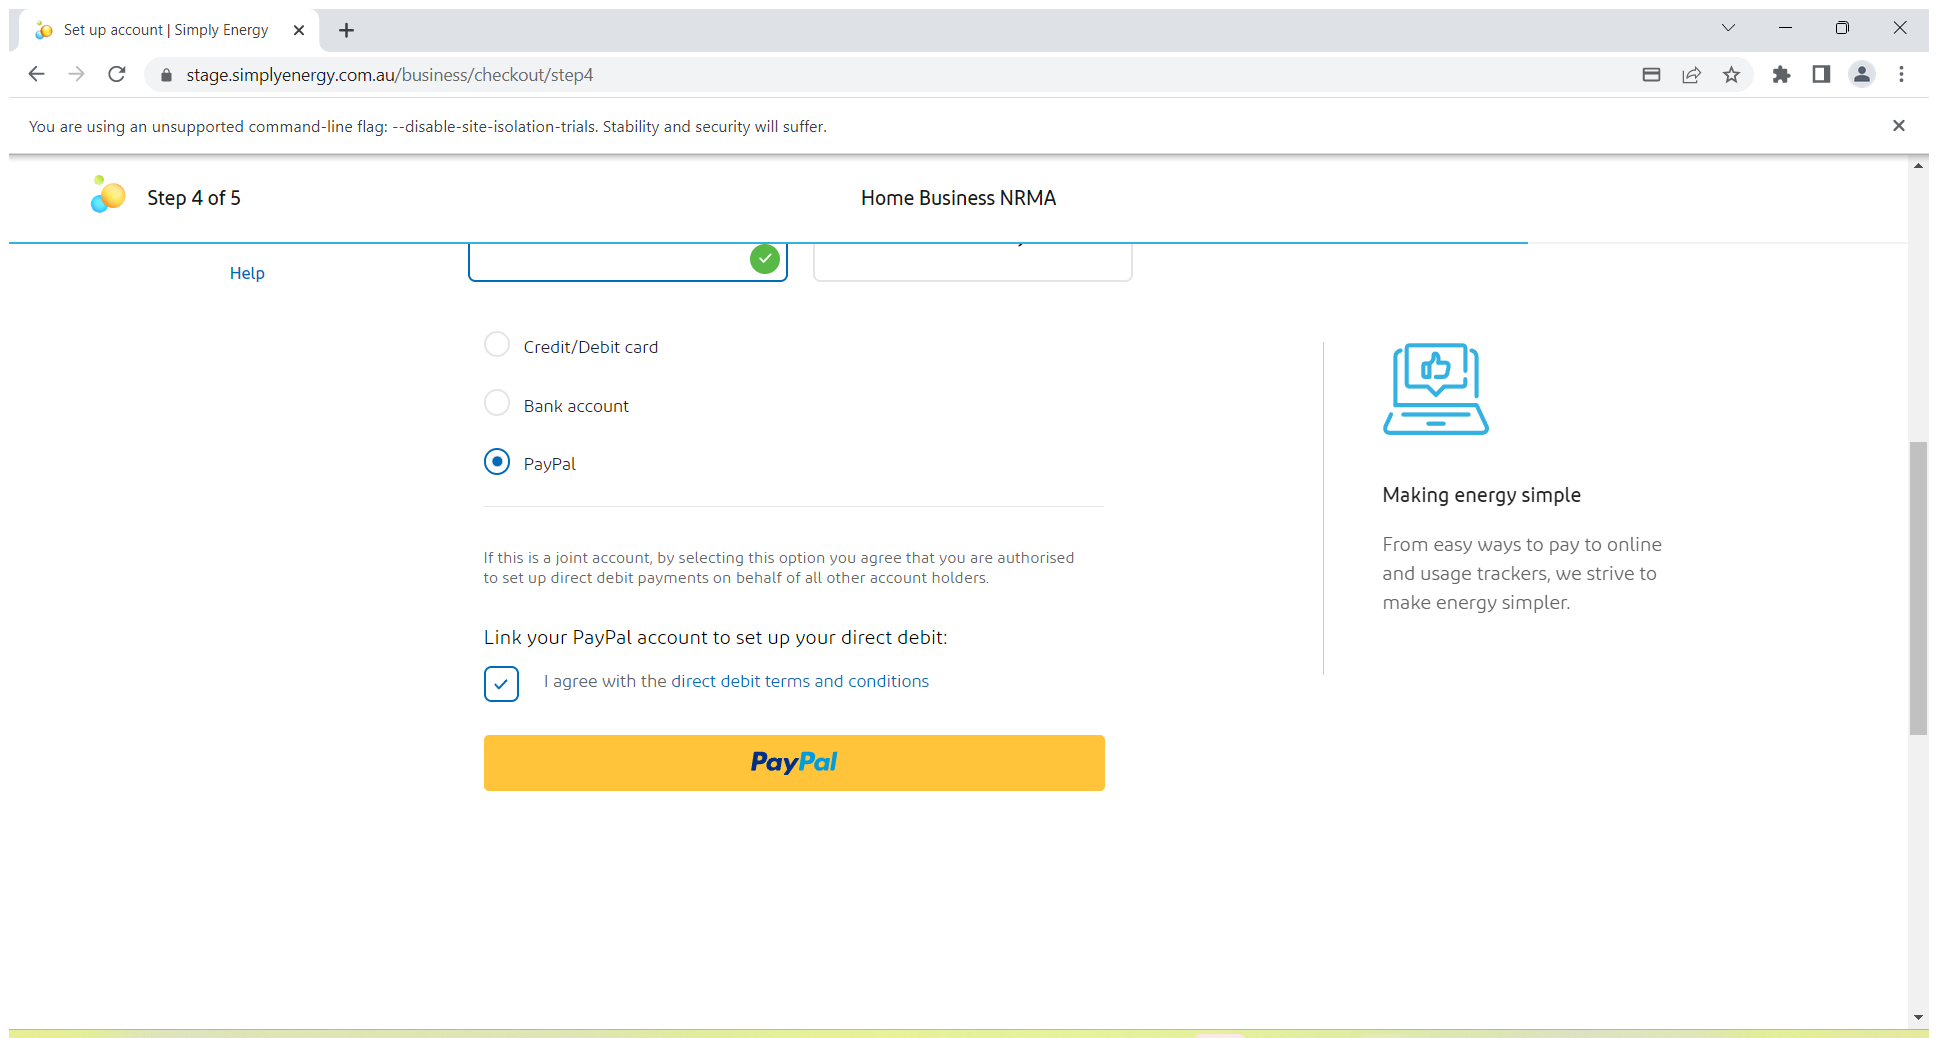 Set up account | Simply Energy
stage.simplyenergy.com.au/business/checkout/step4
You are using an unsupported command-line flag: --disable-site-isolation-trials. Stability and security will suffer.
Step 4 of 5
Home Business NRMA
Help
Credit/Debit card
Bank account
PayPal
If this is a joint account, by selecting this option you agree that you are authorised
to set up direct debit payments on behalf of all other account holders.
Link your PayPal account to set up your direct debit:
I agree with the direct debit terms and conditions
PayPal
Making energy simple
From easy ways to pay to online
and usage trackers, we strive to
make energy simpler.